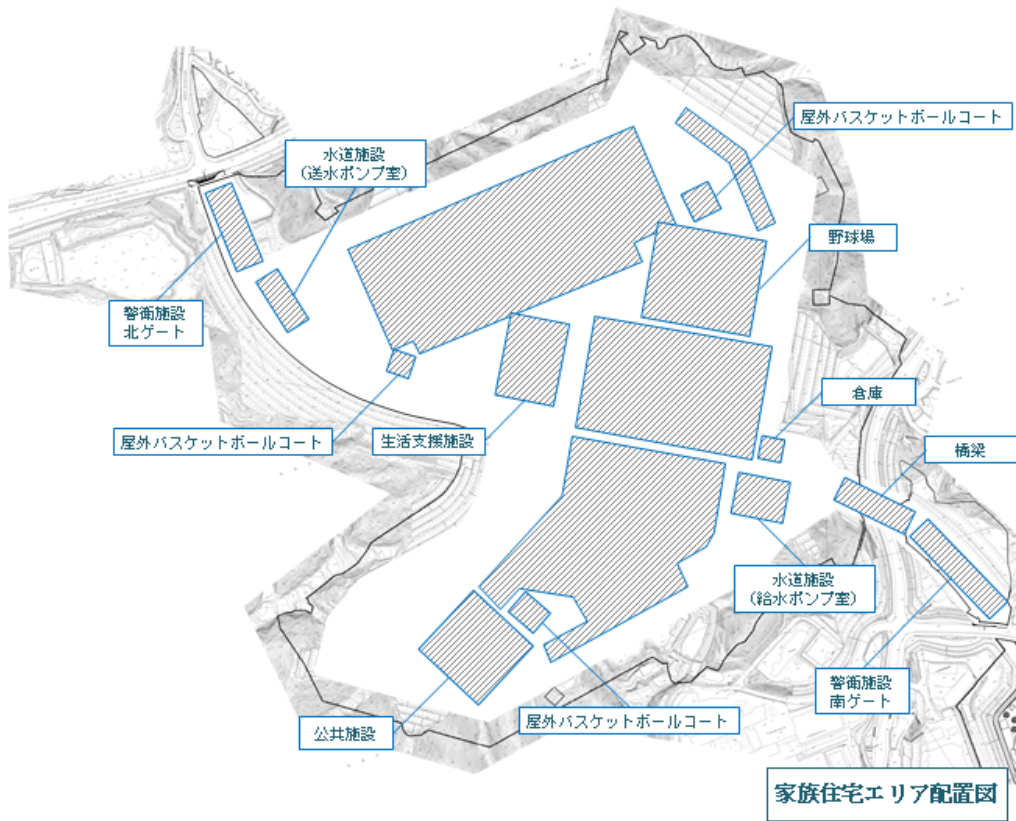 屋外バスケットボールコート
水道施設
(送水ポンプ室)
野球場
警衛施設
北ゲート
倉庫
屋外バスケットボールコート
生活支援施設
橋梁
水道施設
(給水ポンプ室)
警衛施設
南ゲート
公共施設
屋外バスケットボールコート
家族住宅エリア配置図